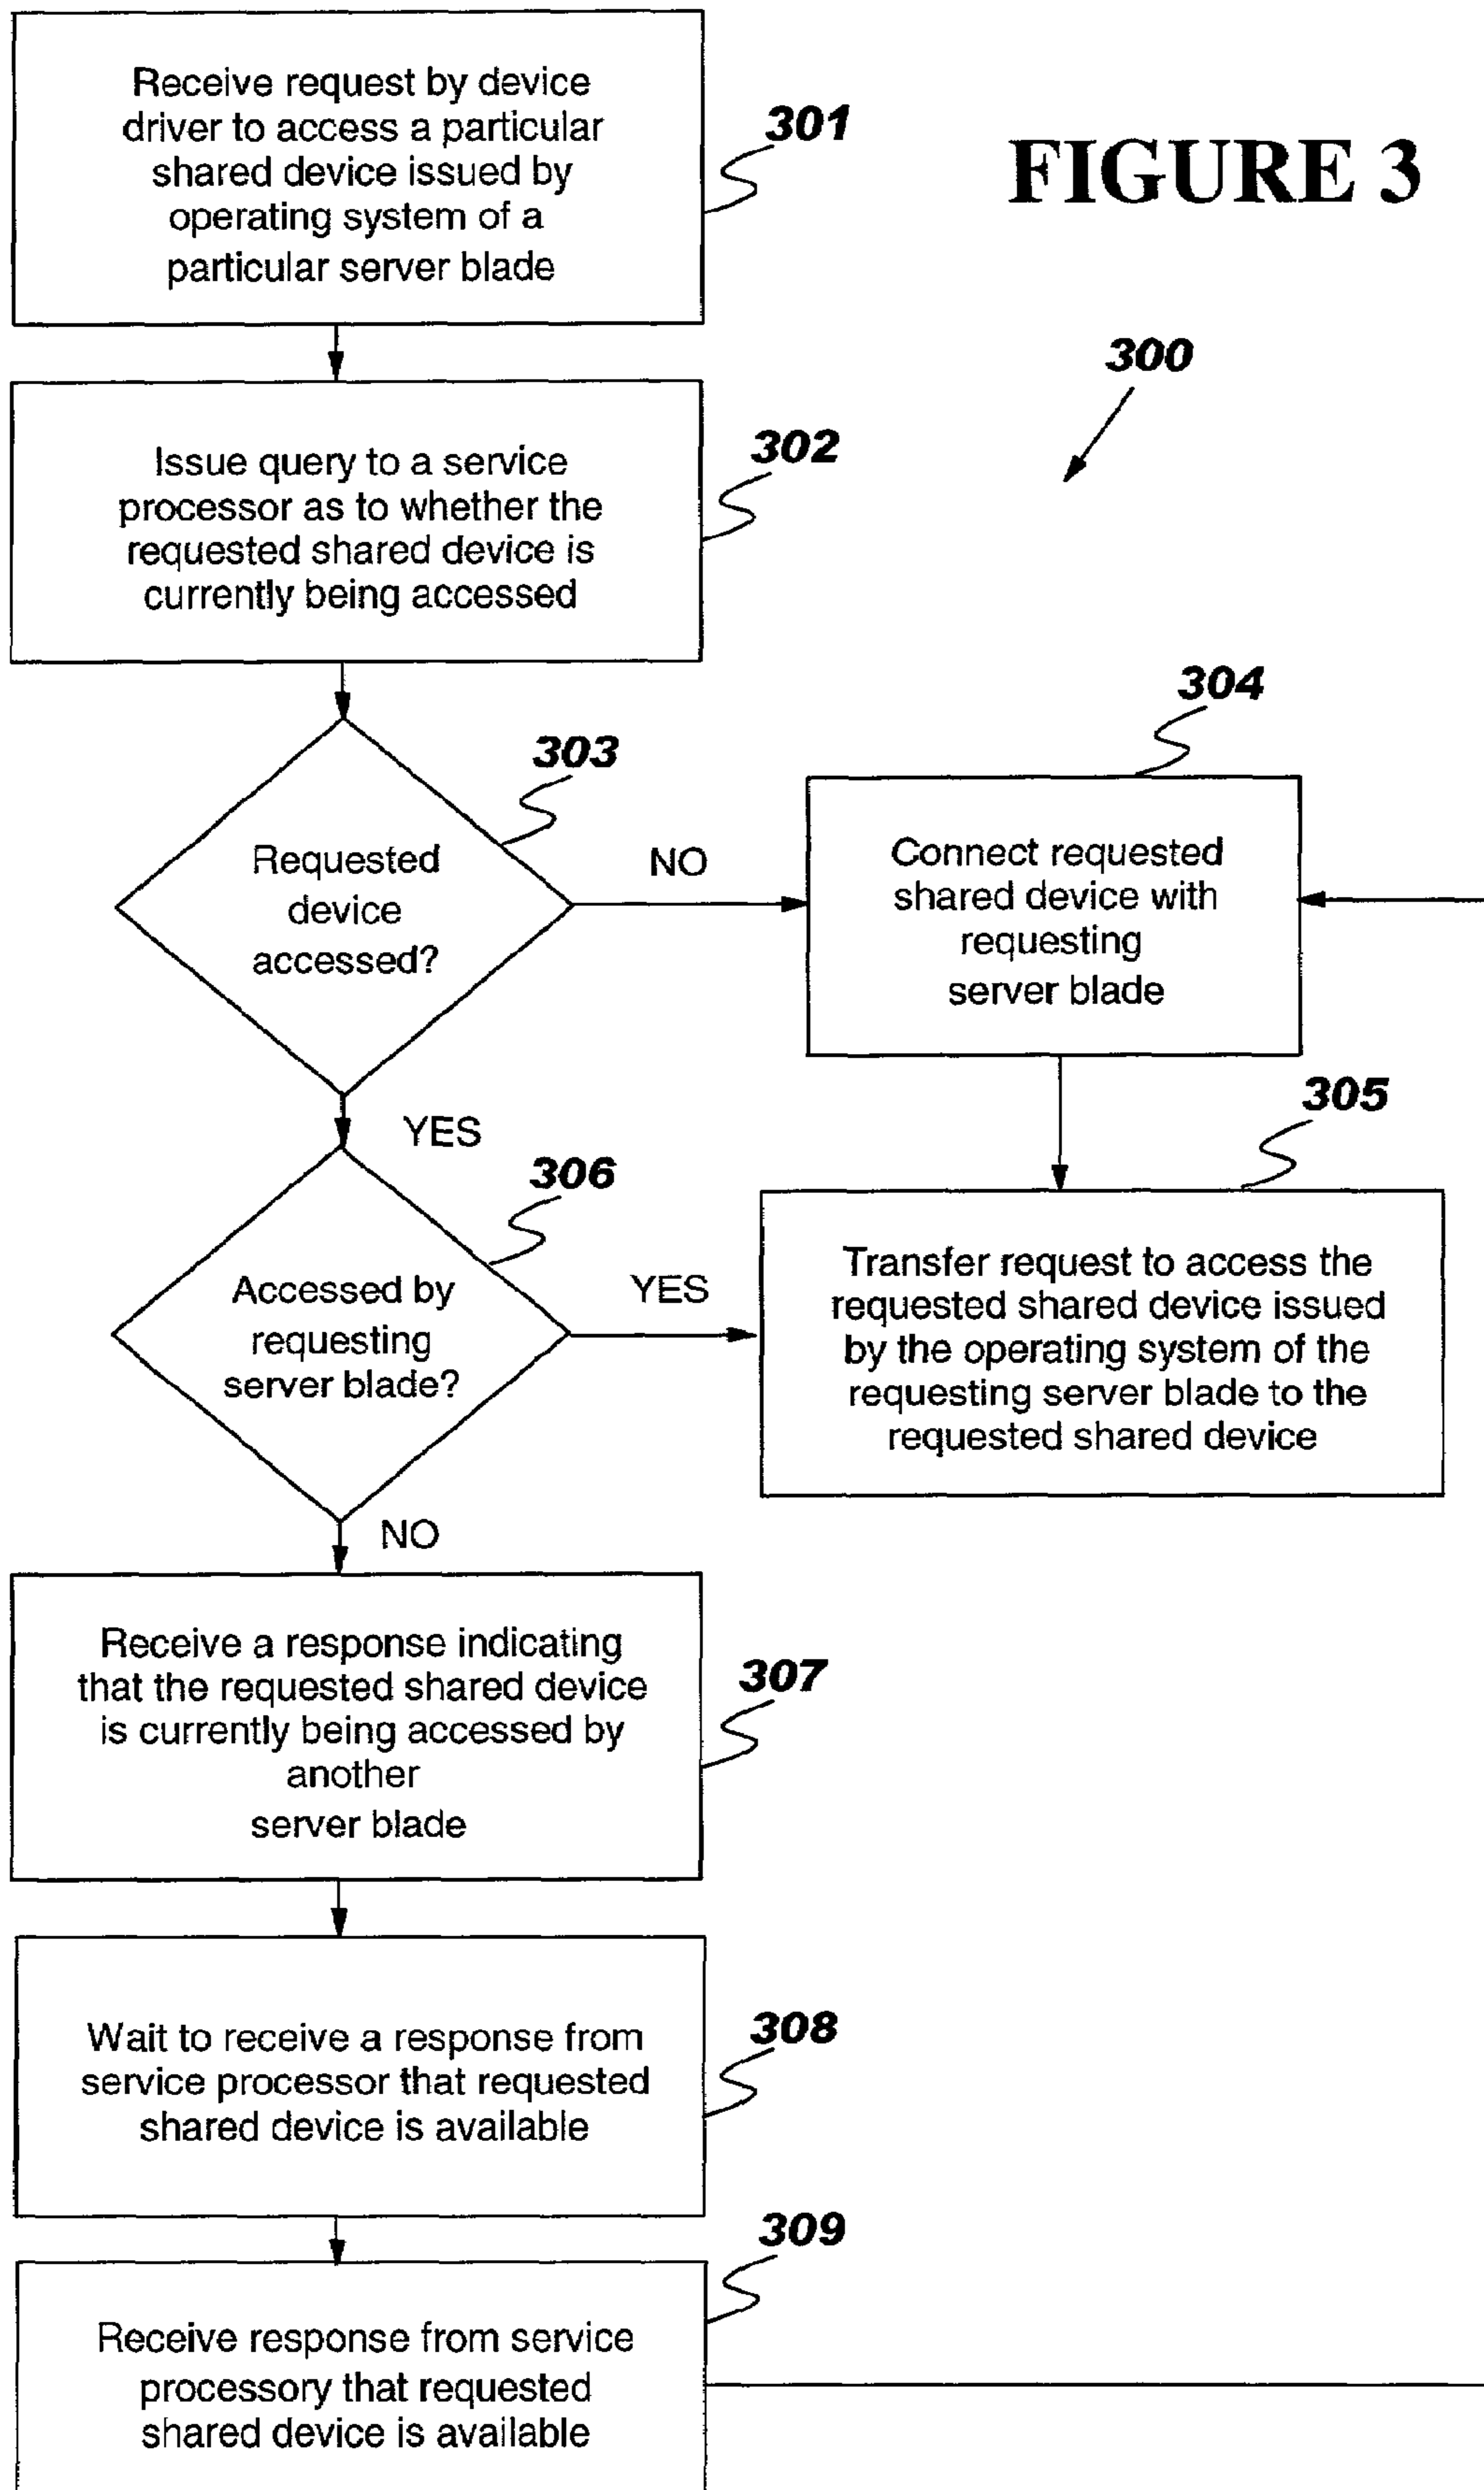 Receive request by device
driver to access a particular
shared device issued by
operating system of a
particular server blade
301
FIGURE 3
300
Issue query to a service
processor as to whether the
requested shared device is
currently being accessed
302
303
Requested
device
accessed?
NO
304
Connect requested
shared device with
requesting
server blade
YES
305
306
Accessed by
requesting
server blade?
YES
Transfer request to access the
requested shared device issued
by the operating system of the
requesting server blade to the
requested shared device
NO
Receive a response indicating
that the requested shared device
is currently being accessed by
another
server blade
307
Wait to receive a response from
service processor that requested
shared device is available
308
309
Receive response from service
processory that requested
shared device is available